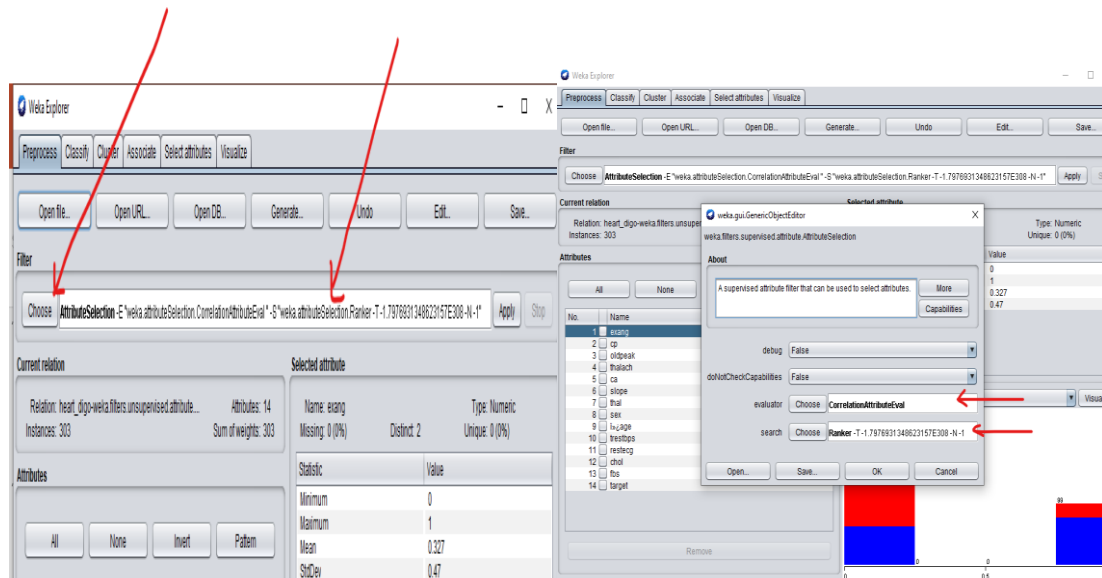 Weka Explorer
Preprocess Classify Cluster Associate Select attributes Visualize
Open file... Open URL... Open DB... Generate... Undo Edit... Save...
Filter
Choose AttributeSelection -E "weka.attributeSelection.CorrelationAttributeEval " -S "weka.attributeSelection.Ranker -T -1.7976931348623157E308 -N -1" Apply Stop
Current relation
Relation: heart_digo-weka.filters.unsupervised.attribute... Attributes: 14
Instances: 303 Sum of weights: 303
Selected attribute
Name: exang Type: Numeric
Missing: 0 (0%) Distinct: 2 Unique: 0 (0%)
Attributes
All None Invert Pattern
Statistic Value
Minimum 0
Maximum 1
Mean 0.327
StdDev 0.47
Weka Explorer
Preprocess Classify Cluster Associate Select attributes Visualize
Open file... Open URL... Open DB... Generate... Undo Edit... Save...
Filter
Choose AttributeSelection -E "weka.attributeSelection.CorrelationAttributeEval " -S "weka.attributeSelection.Ranker -T -1.7976931348623157E308 -N -1" Apply S
Current relation
Relation: heart_digo-weka.filters.unsuper
Instances: 303
Selected attribute
Type: Numeric
Unique: 0 (0%)
Attributes
All None
No. Name
1 exang
2 cp
3 oldpeak
4 thalach
5 ca
6 slope
7 thal
8 sex
9 ï»¿age
10 trestbps
11 restecg
12 chol
13 fbs
14 target
Remove
weka.gui.GenericObjectEditor
weka.filters.supervised.attribute.AttributeSelection
About
A supervised attribute filter that can be used to select attributes.
More
Capabilities
debug False
doNotCheckCapabilities False
evaluator Choose CorrelationAttributeEval
search Choose Ranker -T -1.7976931348623157E308 -N -1
Open... Save... OK Cancel
Value
0
1
0.327
0.47
Visua
99
0 0
0 0.5